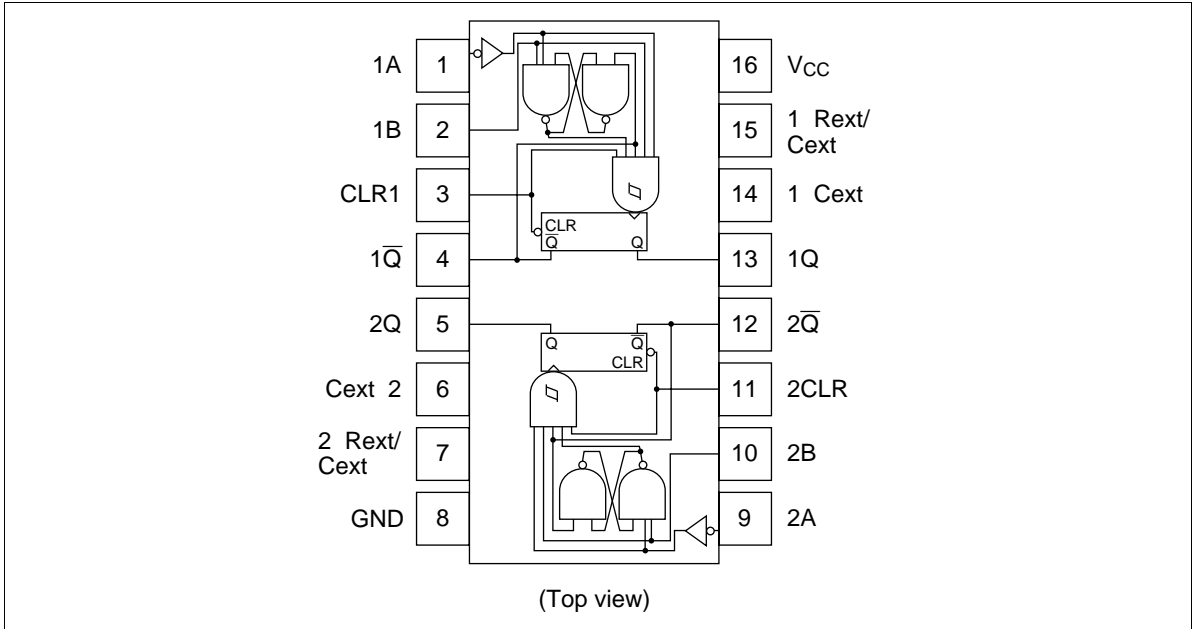 1A 1
1B 2
CLR1 3
1Q̅ 4
2Q 5
Cext 2 6
2 Rext/
Cext 7
GND 8
16 VCC
15 1 Rext/
Cext
14 1 Cext
13 1Q
12 2Q̅
11 2CLR
10 2B
9 2A
CLR
Q̅ Q
Q Q̅
CLR
(Top view)